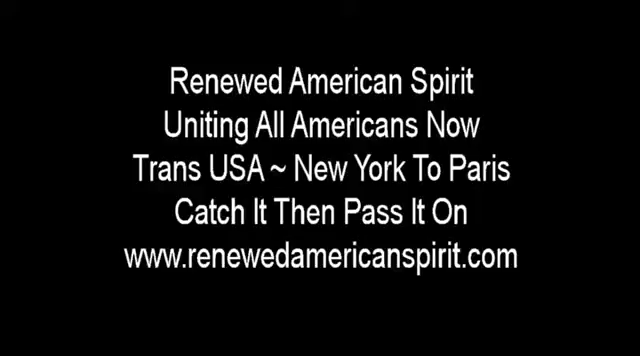 Renewed American Spirit
Uniting All Americans Now
Trans USA ~ New York To Paris
Catch It Then Pass It On
www.renewedamericanspirit.com